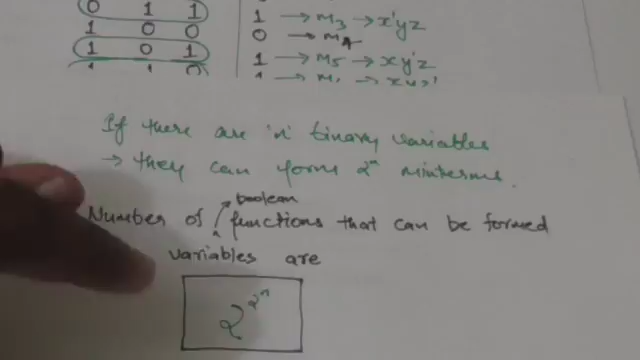 0 1 1
1 → m₃ → x'yz
1 0 0
0 → m₄
1 0 1
1 → m₅ → xy'z
If there are 'n' binary variables
→ they can form 2ⁿ minterms.
boolean
Number of functions that can be formed
variables are
2^2^n